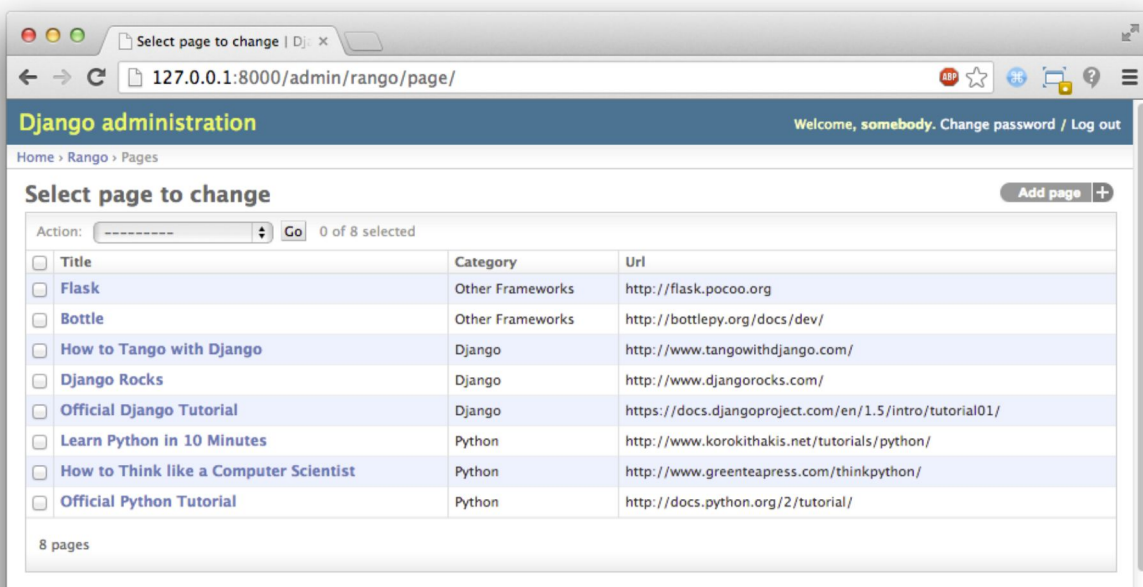 Select page to change | Dj
127.0.0.1:8000/admin/rango/page/
ABP
Django administration
Welcome, somebody. Change password / Log out
Home › Rango › Pages
Select page to change
Add page +
Action: --------- Go 0 of 8 selected
Title Category Url
Flask Other Frameworks http://flask.pocoo.org
Bottle Other Frameworks http://bottlepy.org/docs/dev/
How to Tango with Django Django http://www.tangowithdjango.com/
Django Rocks Django http://www.djangorocks.com/
Official Django Tutorial Django https://docs.djangoproject.com/en/1.5/intro/tutorial01/
Learn Python in 10 Minutes Python http://www.korokithakis.net/tutorials/python/
How to Think like a Computer Scientist Python http://www.greenteapress.com/thinkpython/
Official Python Tutorial Python http://docs.python.org/2/tutorial/
8 pages